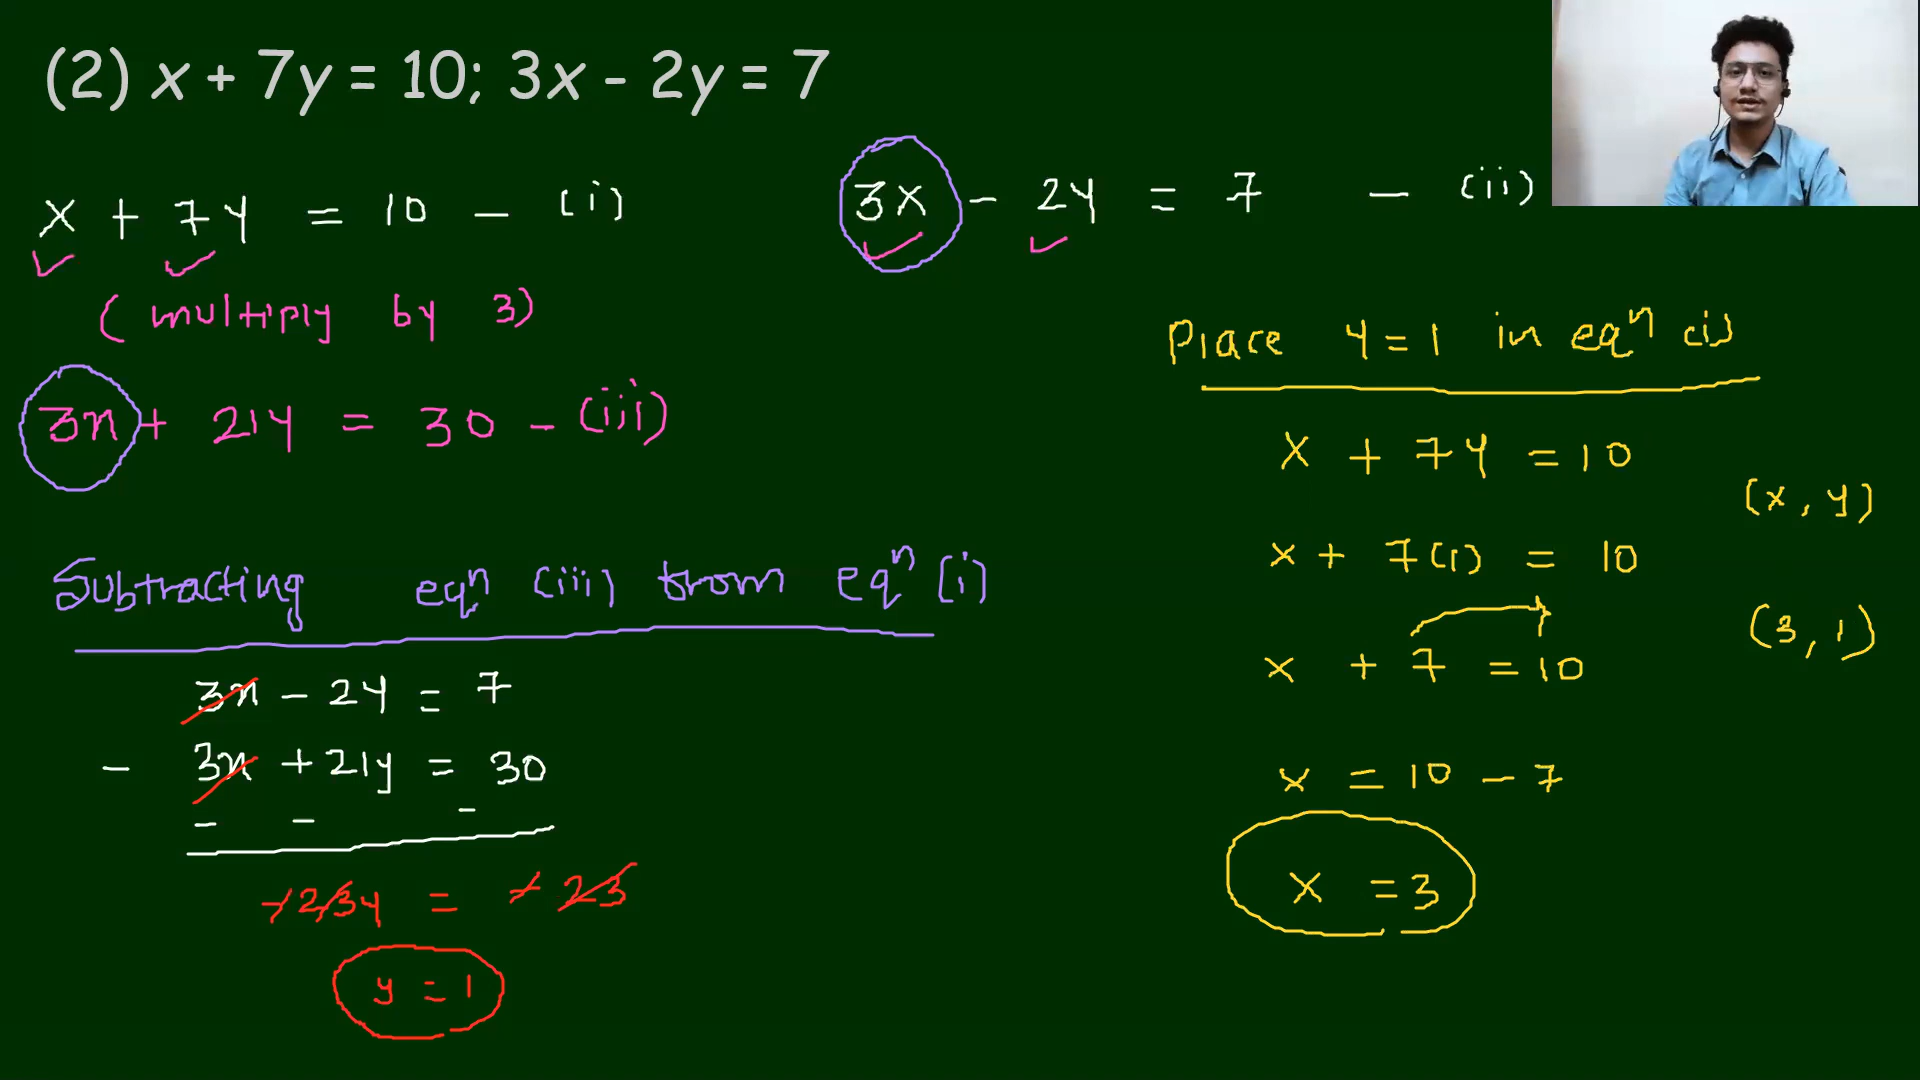 (2) x + 7y = 10; 3x - 2y = 7
x + 7y = 10 - (i)
3x - 2y = 7 - (ii)
(multiply by 3)
3x + 21y = 30 - (iii)
Subtracting eqⁿ (iii) from eqⁿ (i)
3x - 2y = 7
- 3x + 21y = 30
- - -
-23y = -23
y = 1
Place y = 1 in eqⁿ (i)
x + 7y = 10
x + 7(1) = 10
x + 7 = 10
x = 10 - 7
x = 3
(x, y)
(3, 1)